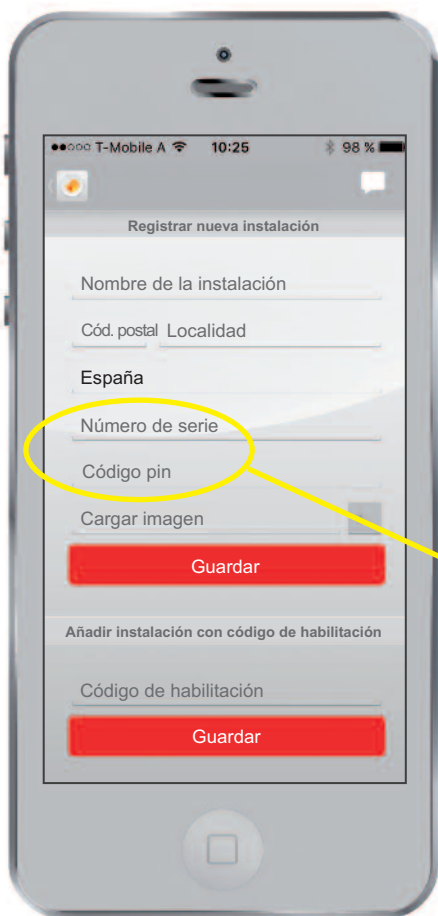 T-Mobile A 10:25 98 %
Registrar nueva instalación
Nombre de la instalación
Cód. postal Localidad
España
Número de serie
Código pin
Cargar imagen
Guardar
Añadir instalación con código de habilitación
Código de habilitación
Guardar